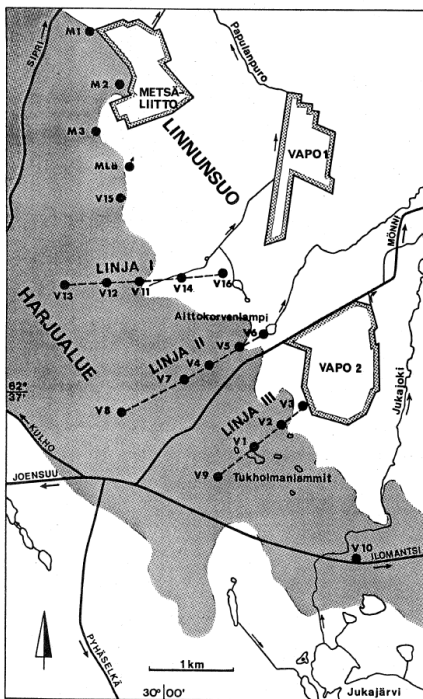 M1
SIPRI
Papulanpuro
M2
METSÄ-
LIITTO
M3
LINNUNSUO
VAPO 1
ML8
V15
MÖNNI
LINJA I
V13
V12
V11
V14
V16
HARJUALUE
Aittokorvenlampi
V6
LINJA II
V5
V4
V7
VAPO 2
62°
37'
V8
LINJA III
V3
V2
Jukajoki
KULHO
V1
V9
Tukholmanlammit
JOENSUU
V10
ILOMANTSI
PYHÄSELKÄ
1 km
30° 00'
Jukajärvi